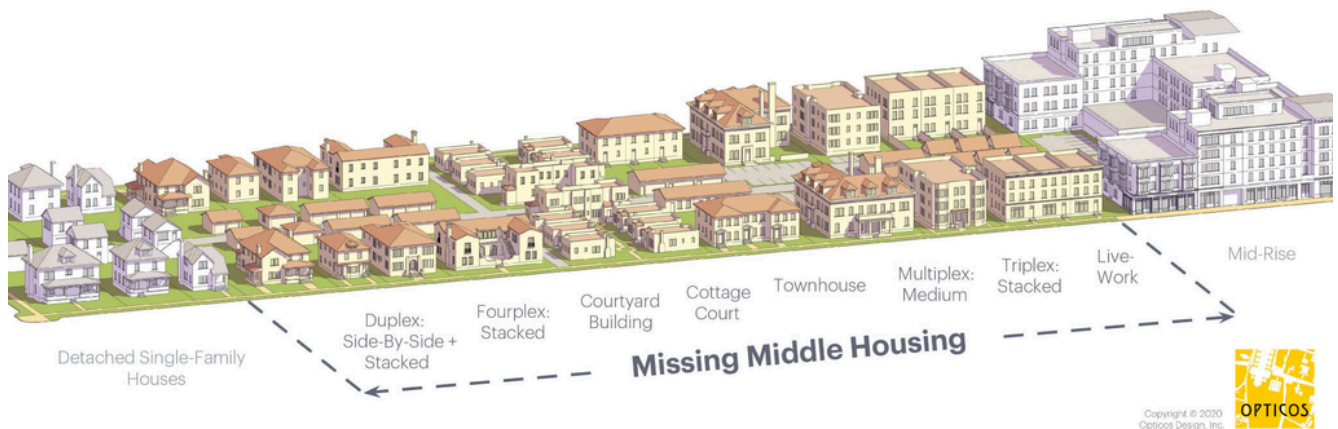 Detached Single-Family
Houses
Duplex:
Side-By-Side +
Stacked
Fourplex:
Stacked
Courtyard
Building
Cottage
Court
Townhouse
Multiplex:
Medium
Triplex:
Stacked
Live-
Work
Mid-Rise
Missing Middle Housing
Copyright © 2020
Opticos Design, Inc.
OPTICOS